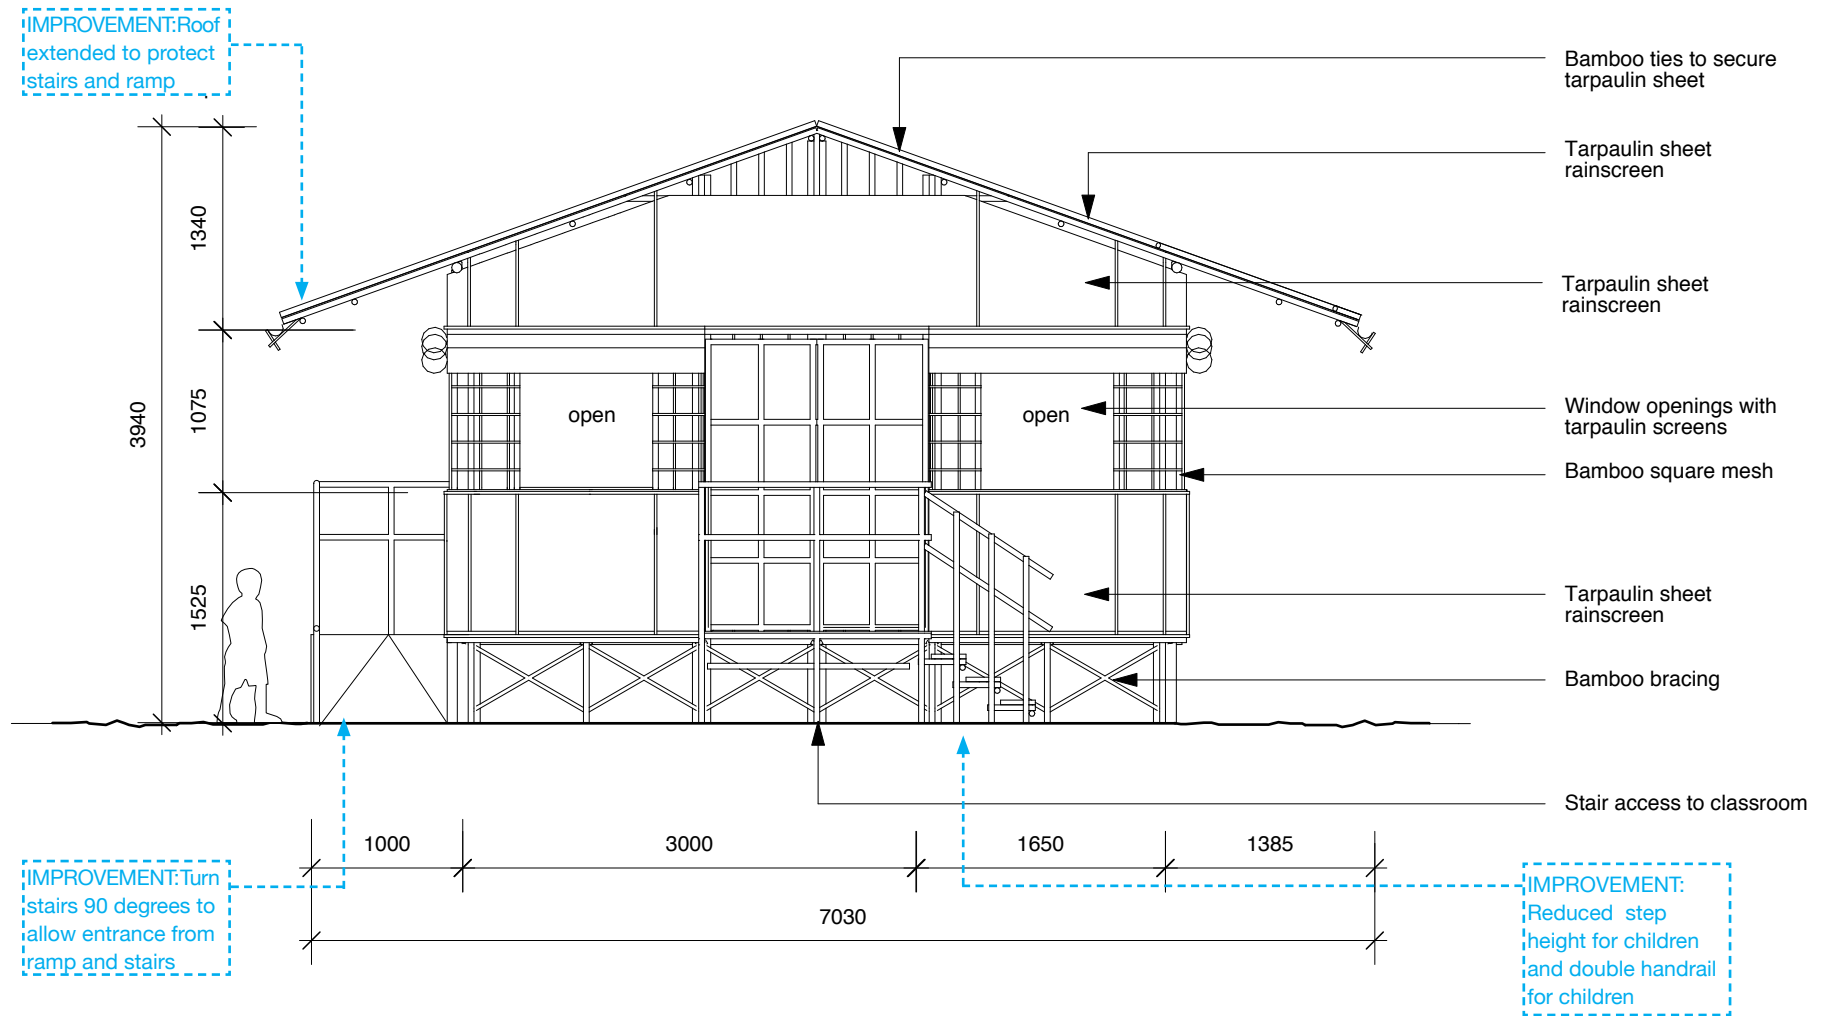 IMPROVEMENT:Roof
extended to protect
stairs and ramp
Bamboo ties to secure
tarpaulin sheet
Tarpaulin sheet
rainscreen
Tarpaulin sheet
rainscreen
Window openings with
tarpaulin screens
Bamboo square mesh
Tarpaulin sheet
rainscreen
Bamboo bracing
Stair access to classroom
1340
1075
3940
1525
open
open
1000
3000
1650
1385
7030
IMPROVEMENT:Turn
stairs 90 degrees to
allow entrance from
ramp and stairs
IMPROVEMENT:
Reduced step
height for children
and double handrail
for children